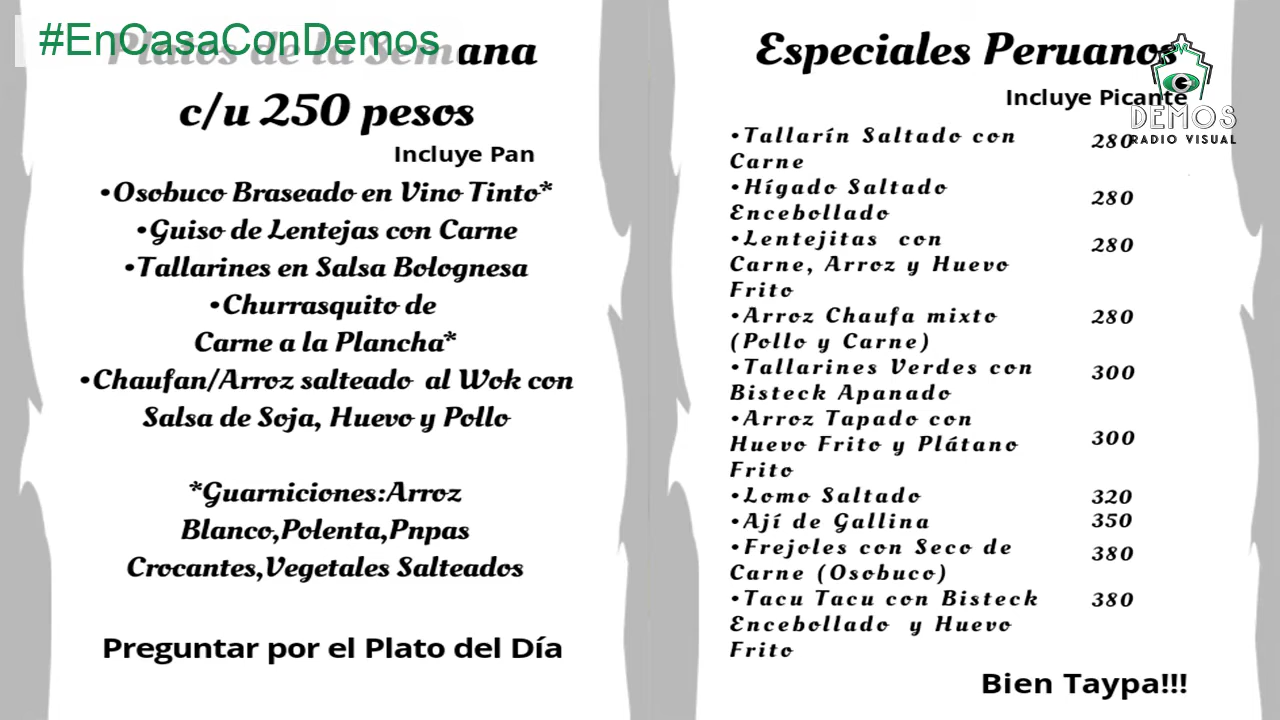 #EnCasaConDemos
Platos de la Semana
c/u 250 pesos
Incluye Pan
•Osobuco Braseado en Vino Tinto*
•Guiso de Lentejas con Carne
•Tallarines en Salsa Bolognesa
•Churrasquito de
Carne a la Plancha*
•Chaufan/Arroz salteado al Wok con
Salsa de Soja, Huevo y Pollo
*Guarniciones:Arroz
Blanco,Polenta,Pnpas
Crocantes,Vegetales Salteados
Preguntar por el Plato del Día
Especiales Peruanos
Incluye Picante
DEMOS
RADIO VISUAL
•Tallarín Saltado con 280
Carne
•Hígado Saltado 280
Encebollado
•Lentejitas con 280
Carne, Arroz y Huevo
Frito
•Arroz Chaufa mixto 280
(Pollo y Carne)
•Tallarines Verdes con 300
Bisteck Apanado
•Arroz Tapado con
Huevo Frito y Plátano 300
Frito
•Lomo Saltado 320
•Ají de Gallina 350
•Frejoles con Seco de 380
Carne (Osobuco)
•Tacu Tacu con Bisteck 380
Encebollado y Huevo
Frito
Bien Taypa!!!